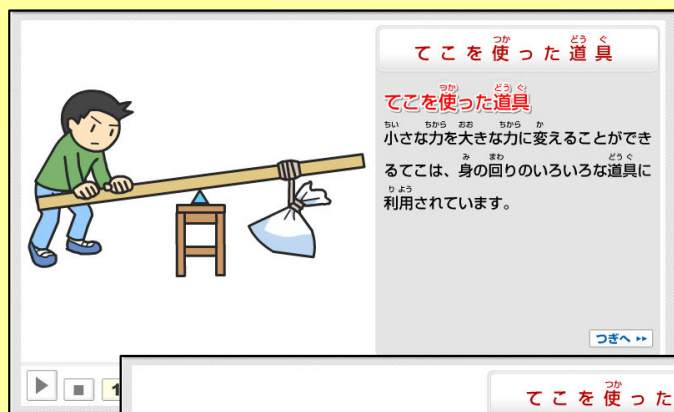 てこを使った道具
てこを使った道具
小さな力を大きな力に変えることができ
るてこは、身の回りのいろいろな道具に
利用されています。
つぎへ
1
てこを使った